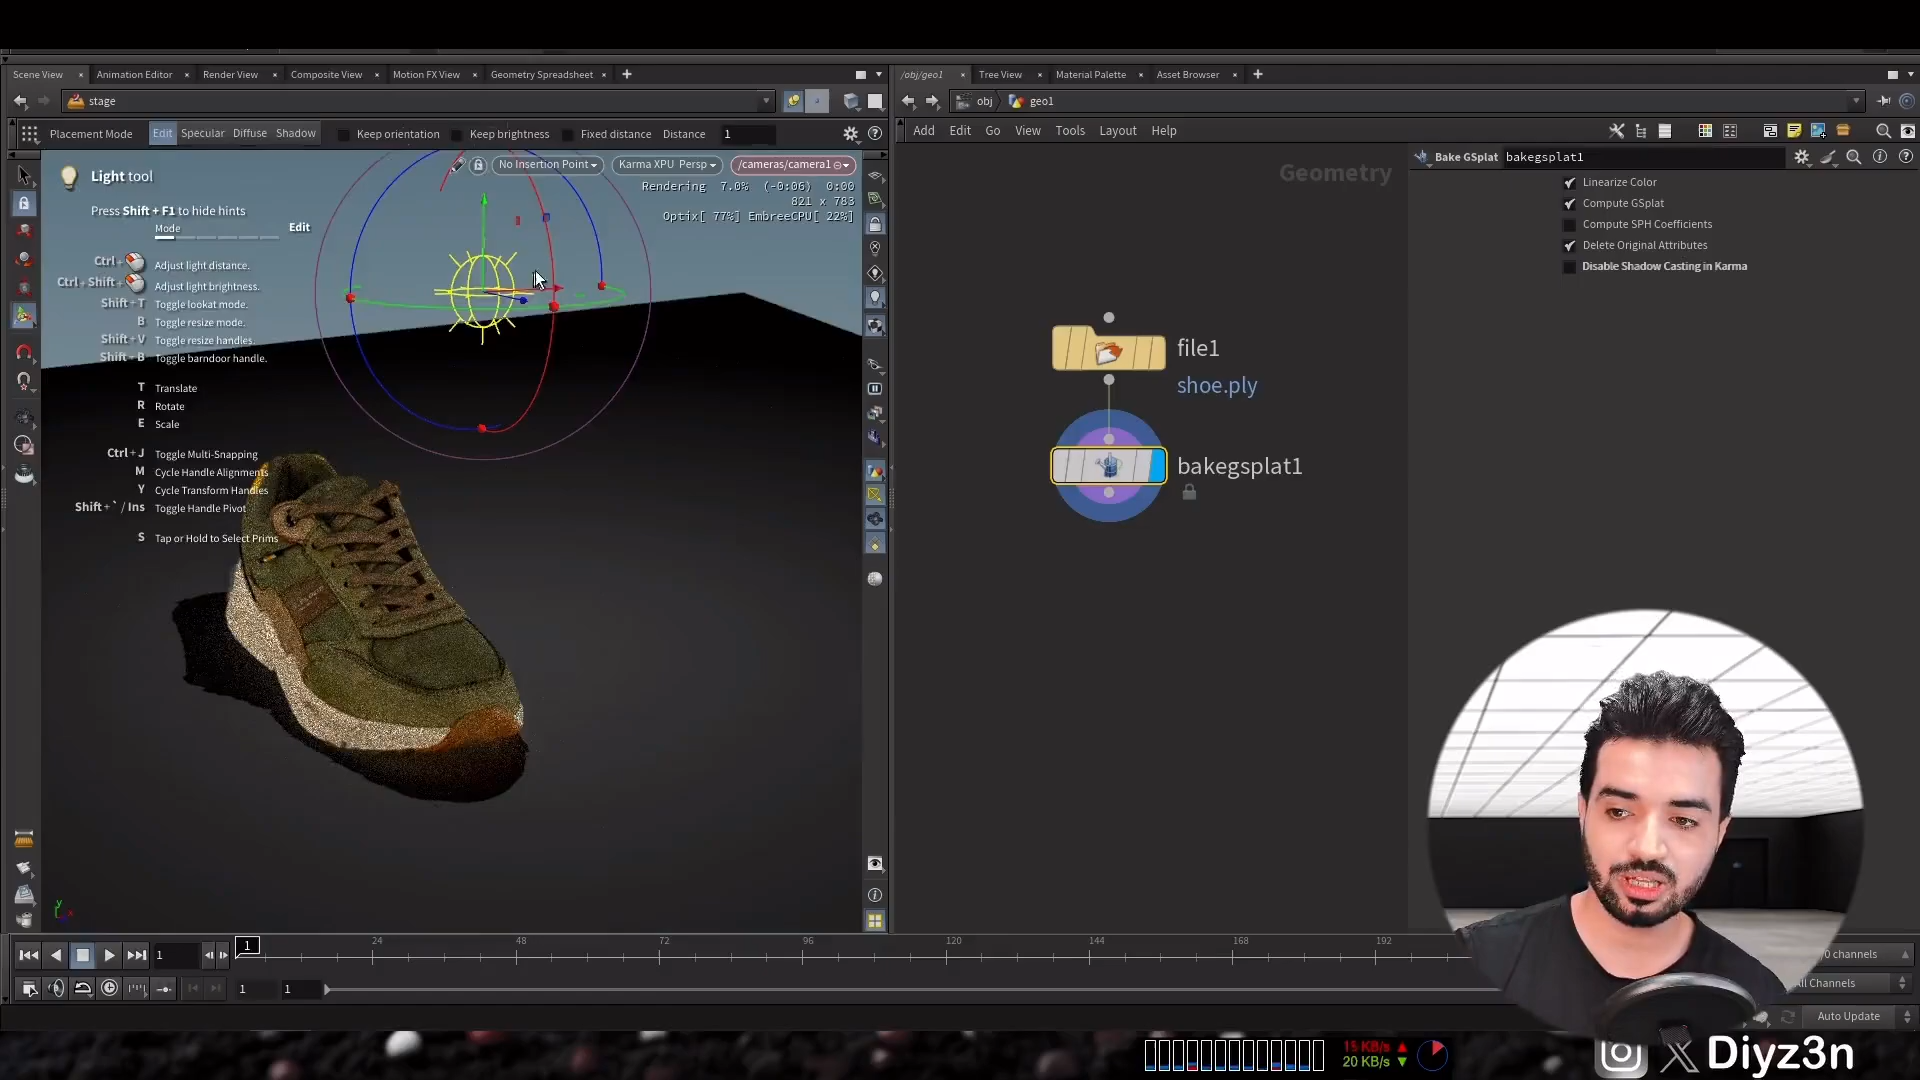 Scene View × Animation Editor × Render View × Composite View × Motion FX View × Geometry Spreadsheet × +
/obj/geo1 × Tree View × Material Palette × Asset Browser × +
stage
obj geo1
Placement Mode Edit Specular Diffuse Shadow Keep orientation Keep brightness Fixed distance Distance 1
Add Edit Go View Tools Layout Help
Light tool
No Insertion Point Karma XPU Persp /cameras/camera1
Rendering 7.0% (-0:06) 0:00
821 x 783
Optix[ 77%] EmbreeCPU[ 22%]
Press Shift + F1 to hide hints
Mode Edit
Ctrl + Adjust light distance.
Ctrl + Shift + Adjust light brightness.
Shift + T Toggle lookat mode.
B Toggle resize mode.
Shift + V Toggle resize handles.
Shift + B Toggle barndoor handle.
T Translate
R Rotate
E Scale
Ctrl + J Toggle Multi-Snapping
M Cycle Handle Alignments
Y Cycle Transform Handles
Shift + ` / Ins Toggle Handle Pivot
S Tap or Hold to Select Prims
y
x
Geometry
file1
shoe.ply
bakegsplat1
Bake GSplat bakegsplat1
Linearize Color
Compute GSplat
Compute SPH Coefficients
Delete Original Attributes
Disable Shadow Casting in Karma
1 1 24 48 72 96 120 144 168 192
1 1
0 channels
All Channels
Auto Update
15 KB/s
20 KB/s
Diyz3n